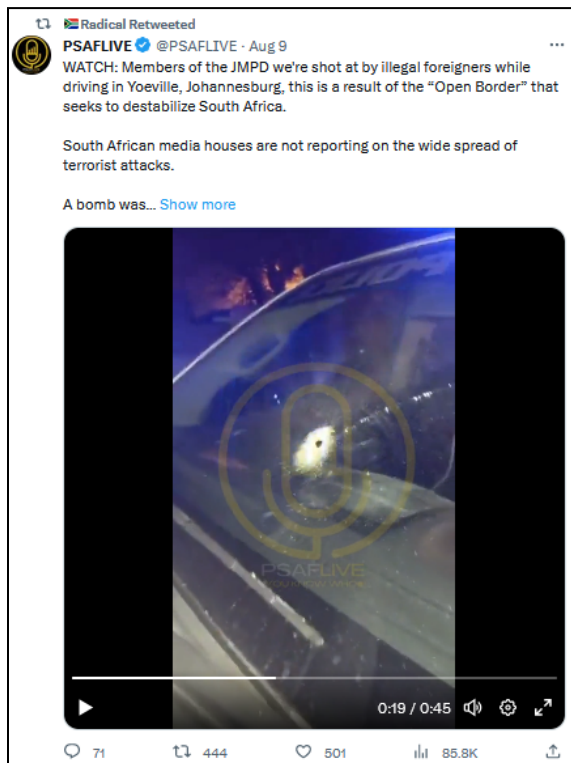 Radical Retweeted
PSAFLIVE @PSAFLIVE · Aug 9
WATCH: Members of the JMPD we're shot at by illegal foreigners while
driving in Yoeville, Johannesburg, this is a result of the “Open Border” that
seeks to destabilize South Africa.
South African media houses are not reporting on the wide spread of
terrorist attacks.
A bomb was... Show more
PSAFLIVE
YOU KNOW WHO
0:19 / 0:45
71 444 501 85.8K